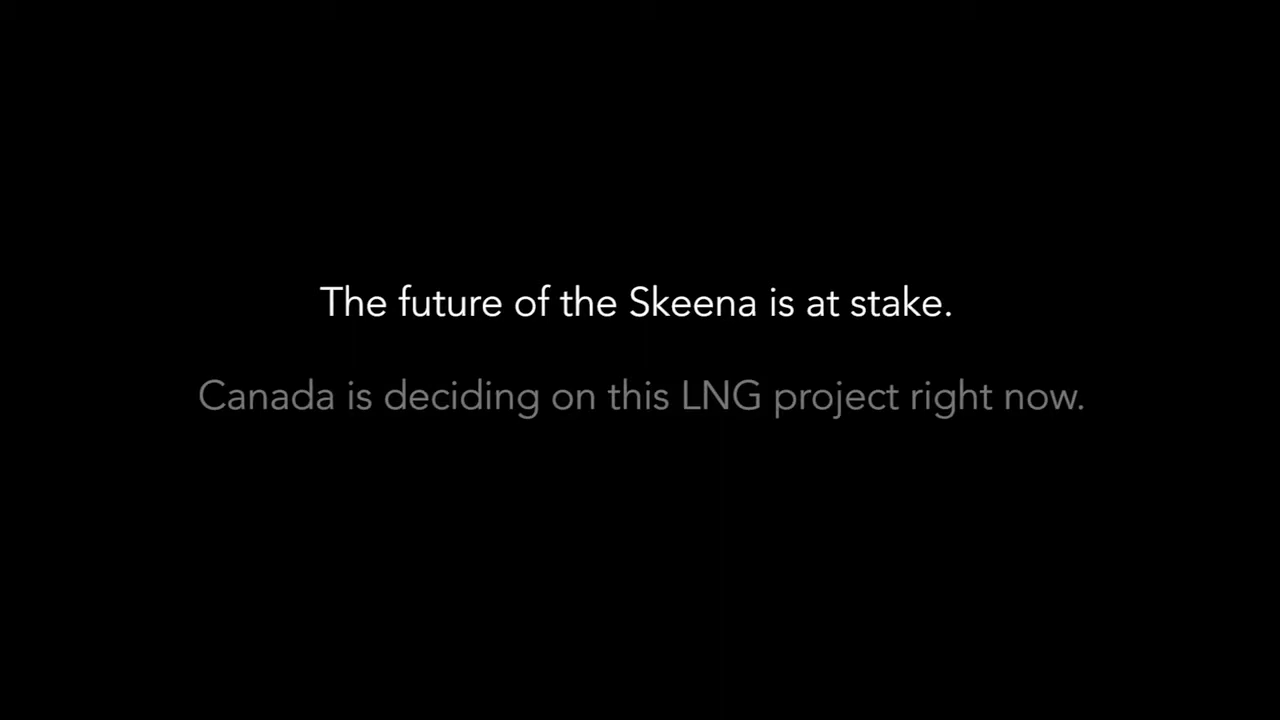 The future of the Skeena is at stake.
Canada is deciding on this LNG project right now.